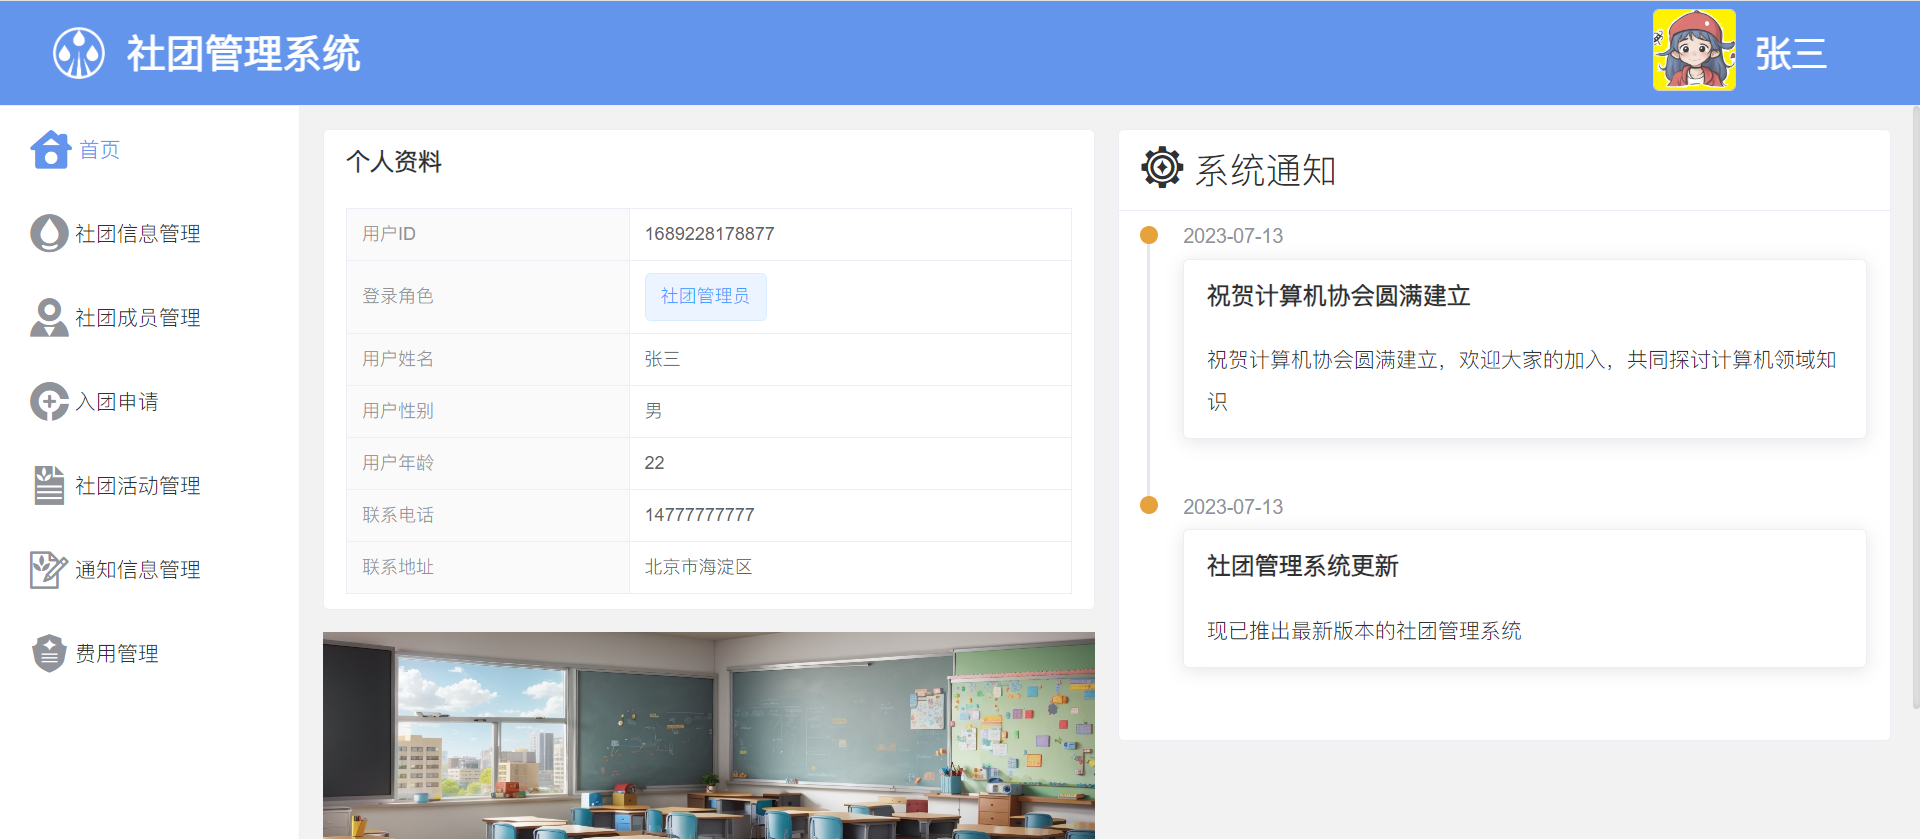 社团管理系统
张三
首页
社团信息管理
社团成员管理
入团申请
社团活动管理
通知信息管理
费用管理
个人资料
用户ID 1689228178877
登录角色 社团管理员
用户姓名 张三
用户性别 男
用户年龄 22
联系电话 14777777777
联系地址 北京市海淀区
系统通知
2023-07-13
祝贺计算机协会圆满建立
祝贺计算机协会圆满建立，欢迎大家的加入，共同探讨计算机领域知
识
2023-07-13
社团管理系统更新
现已推出最新版本的社团管理系统